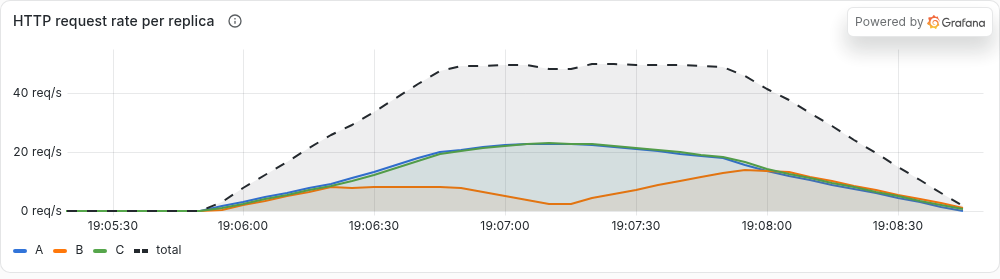 HTTP request rate per replica
Powered by Grafana
40 req/s
20 req/s
0 req/s
19:05:30 19:06:00 19:06:30 19:07:00 19:07:30 19:08:00 19:08:30
A B C total